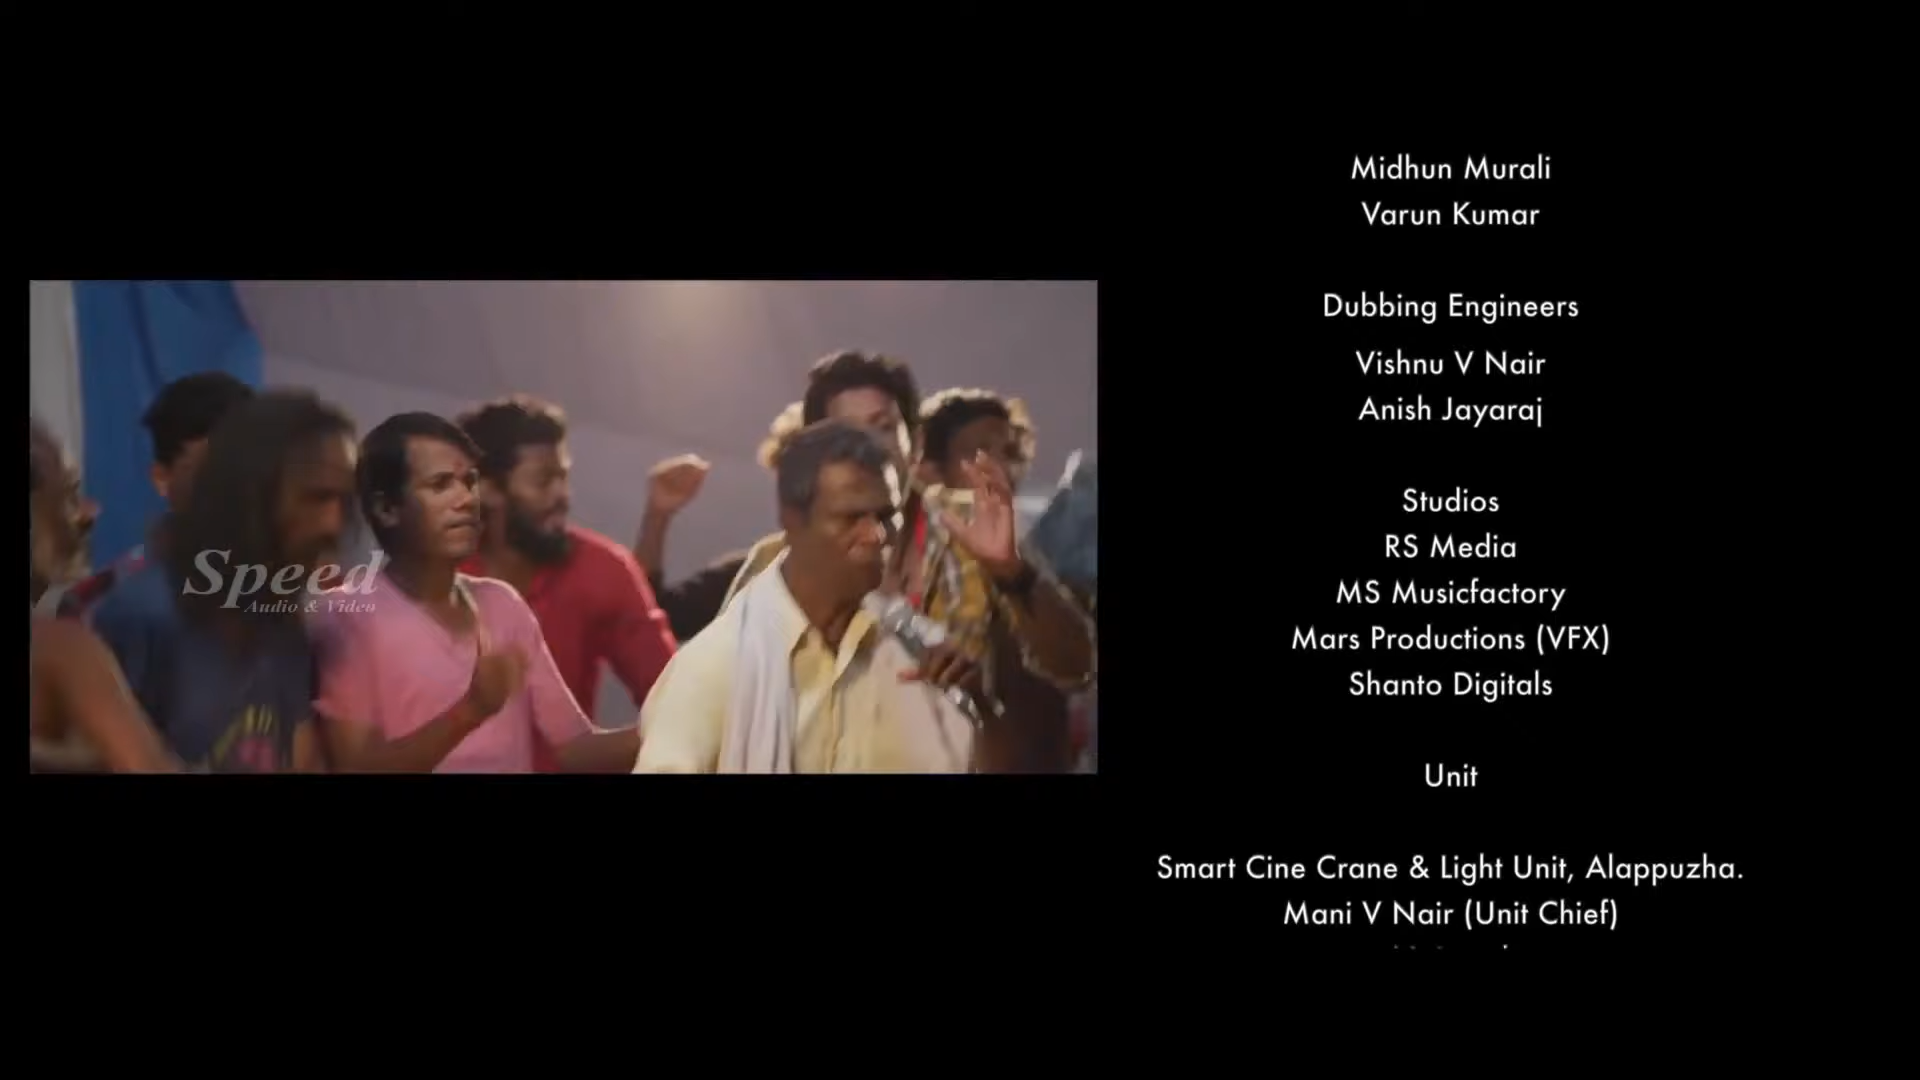 Midhun Murali
Varun Kumar
Dubbing Engineers
Vishnu V Nair
Anish Jayaraj
Studios
RS Media
MS Musicfactory
Mars Productions (VFX)
Shanto Digitals
Unit
Smart Cine Crane & Light Unit, Alappuzha.
Mani V Nair (Unit Chief)
Speed
Audio & Video